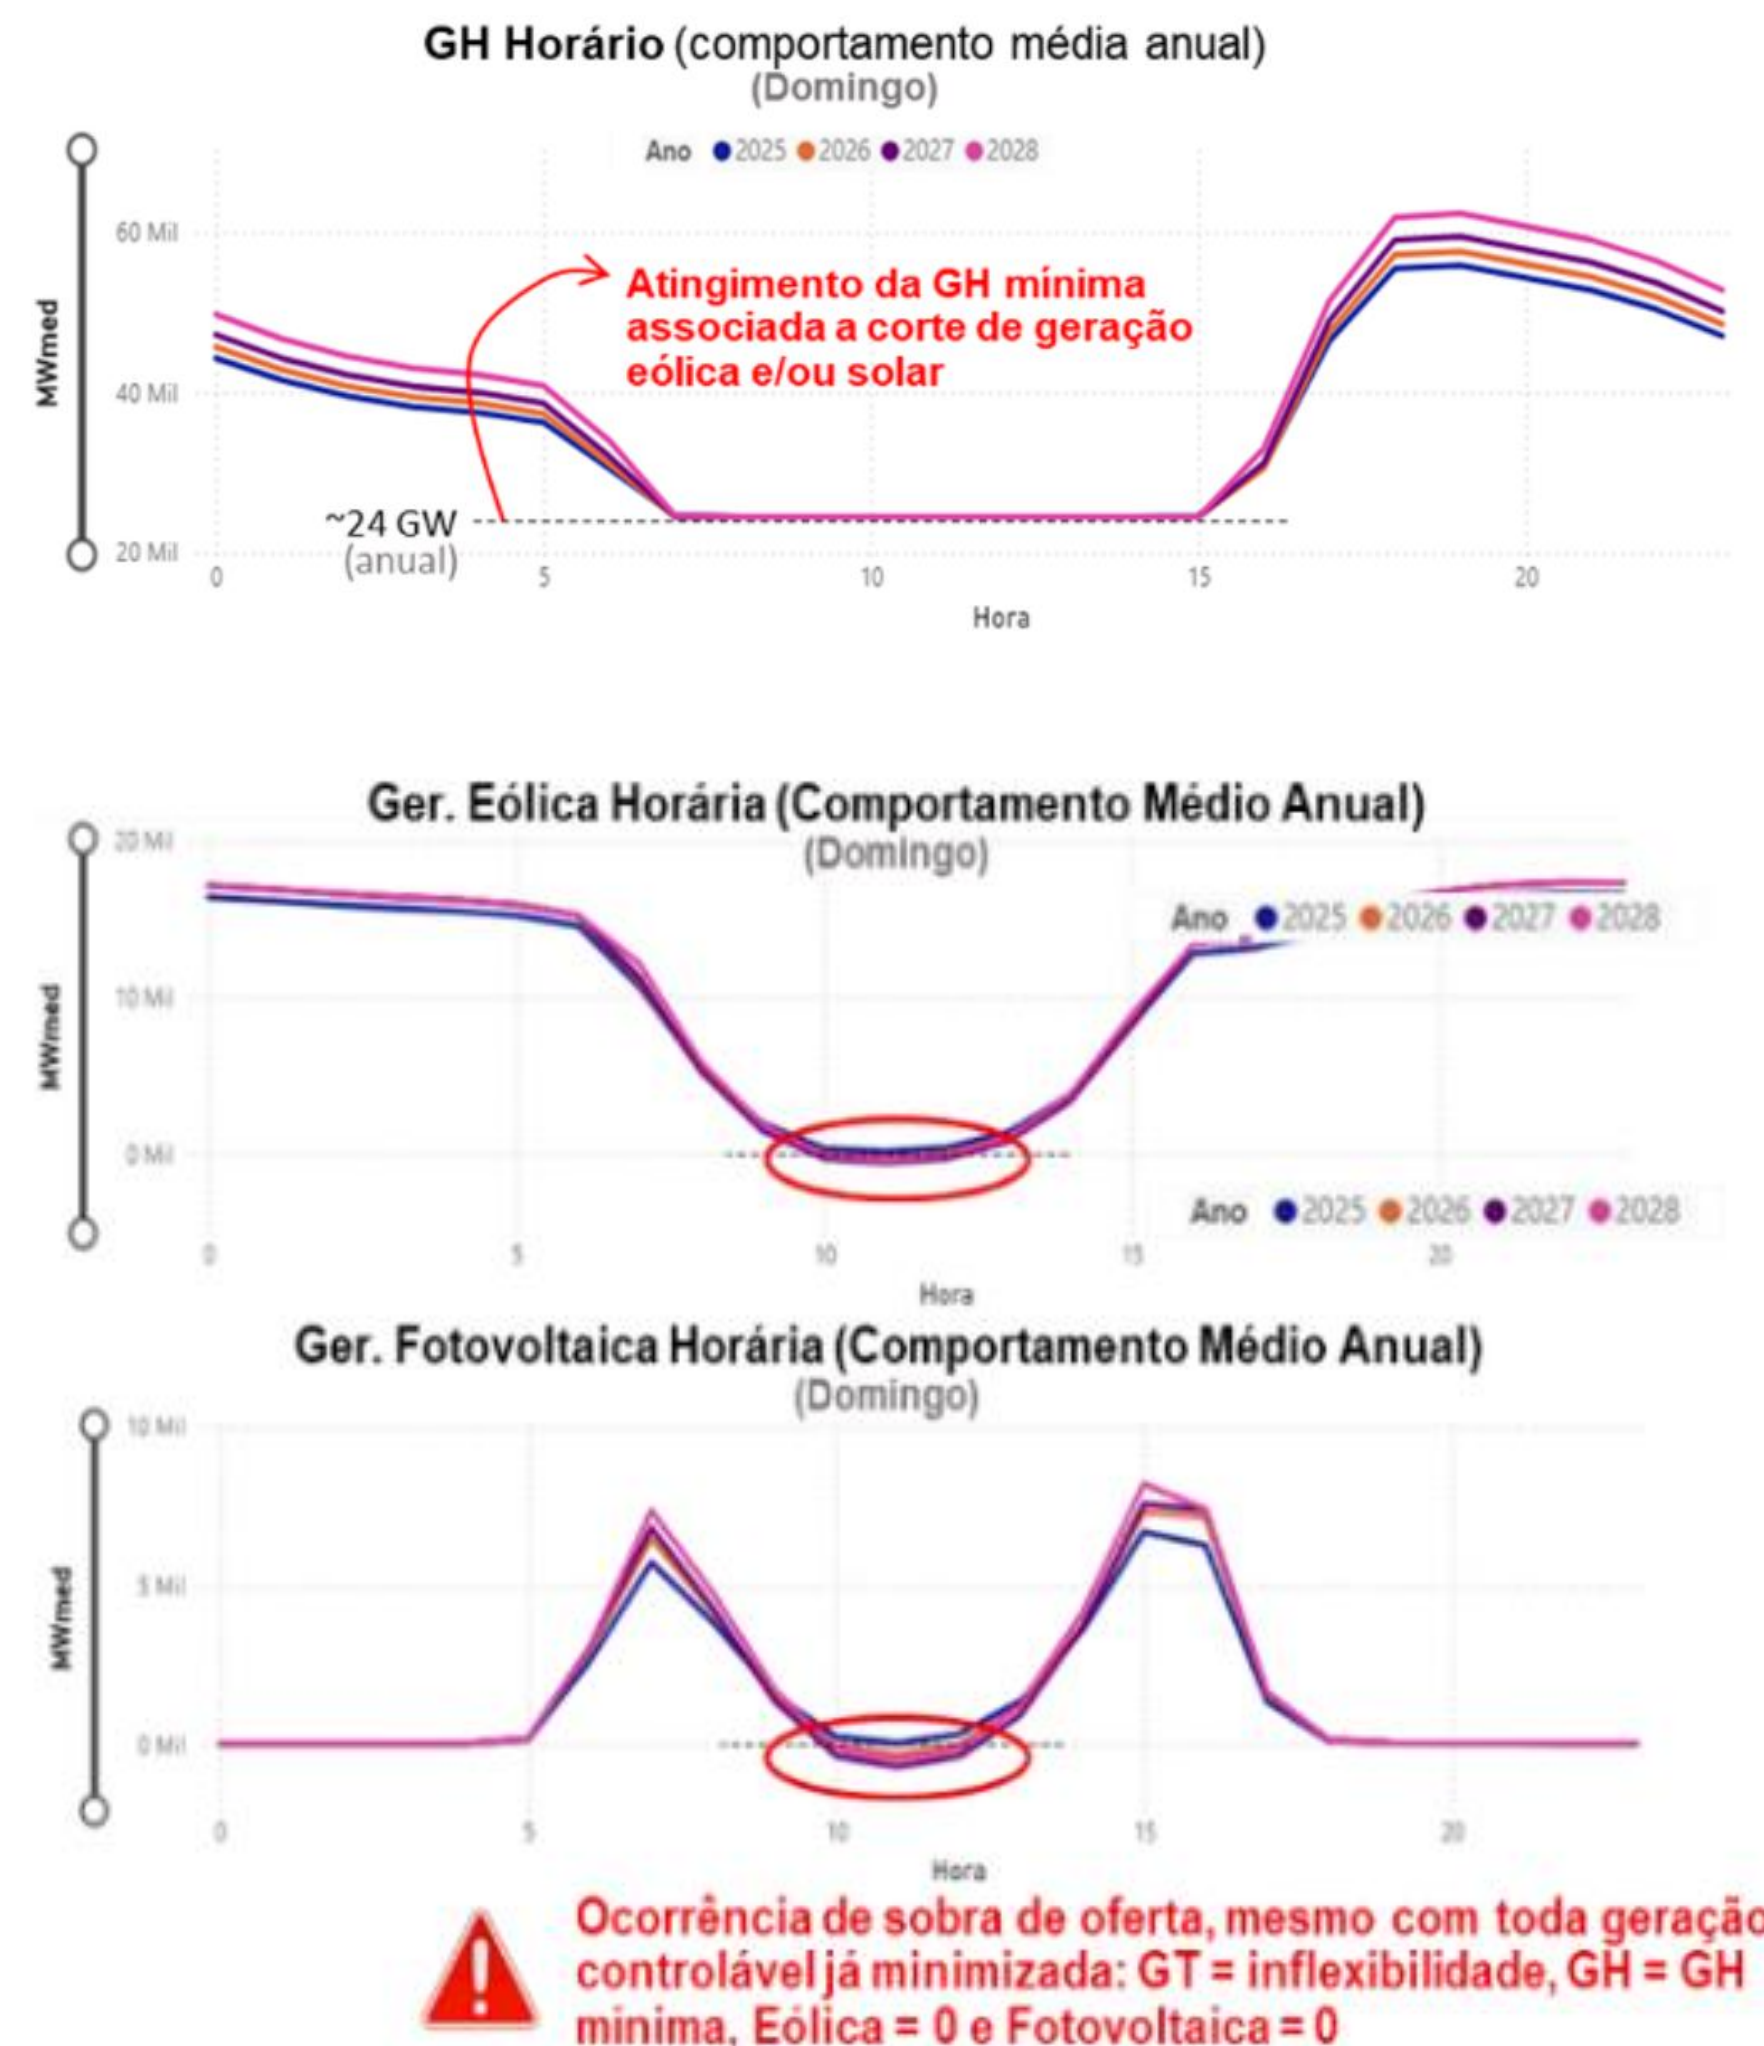 GH Horário (comportamento média anual)
(Domingo)
Ano 2025 2026 2027 2028
MWmed
60 Mil
40 Mil
20 Mil
Atingimento da GH mínima
associada a corte de geração
eólica e/ou solar
~24 GW
(anual)
0 5 10 15 20
Hora
Ger. Eólica Horária (Comportamento Médio Anual)
(Domingo)
Ano 2025 2026 2027 2028
MWmed
20 Mil
10 Mil
0 Mil
Ano 2025 2026 2027 2028
0 5 10 15 20
Hora
Ger. Fotovoltaica Horária (Comportamento Médio Anual)
(Domingo)
MWmed
10 Mil
5 Mil
0 Mil
0 5 10 15 20
Hora
Ocorrência de sobra de oferta, mesmo com toda geração
controlável já minimizada: GT = inflexibilidade, GH = GH
mínima, Eólica = 0 e Fotovoltaica = 0